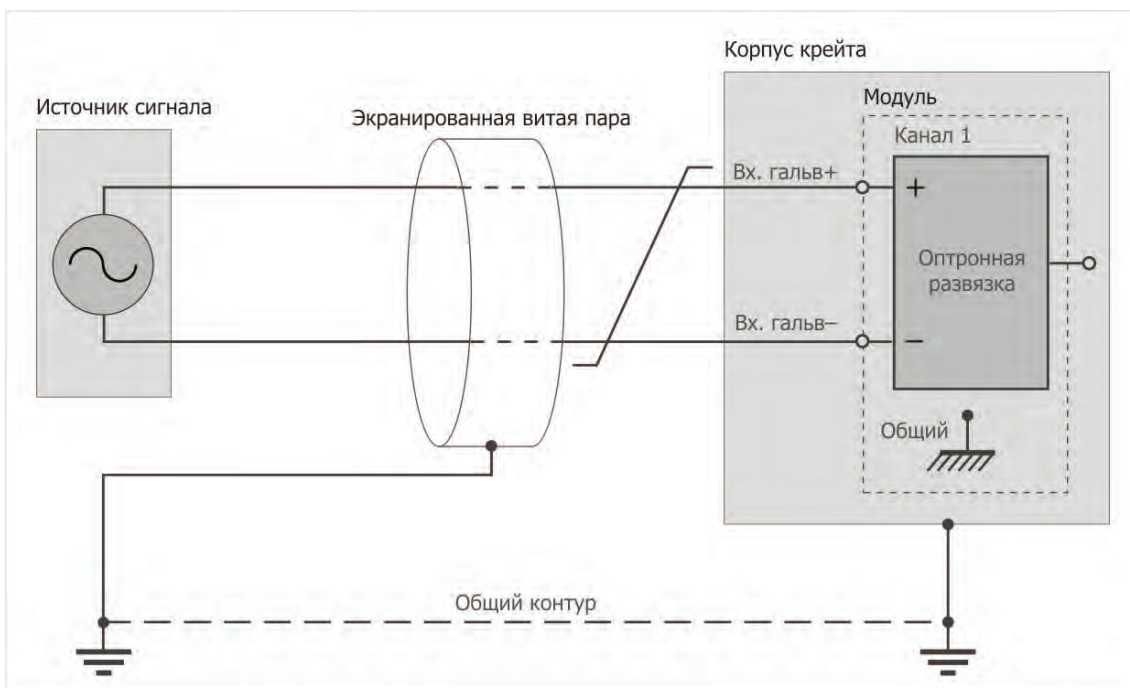 Корпус крейта
Источник сигнала
Модуль
Экранированная витая пара
Канал 1
Вх. гальв+
+
Оптронная
развязка
Вх. гальв–
–
Общий
Общий контур